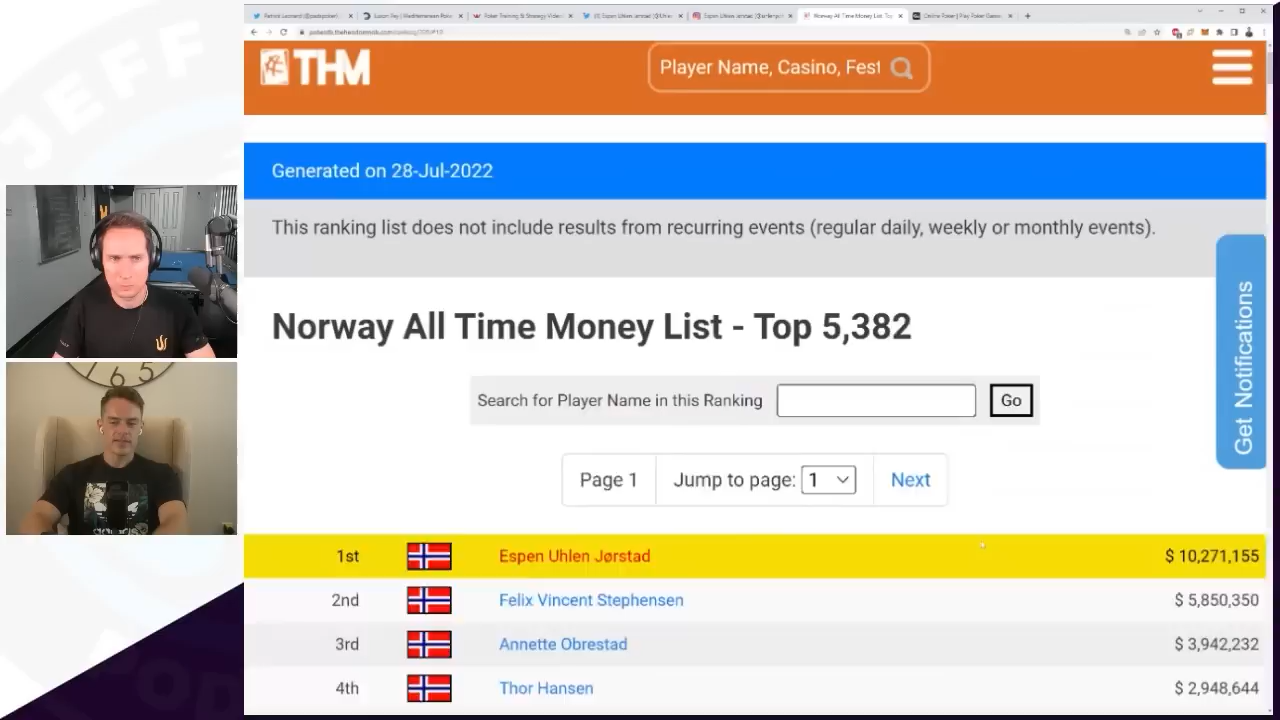 Player Name, Casino, Fest
THM
Generated on 28-Jul-2022
This ranking list does not include results from recurring events (regular daily, weekly or monthly events).
Get Notifications
Norway All Time Money List - Top 5,382
Search for Player Name in this Ranking
Go
Page 1
Jump to page:
1
Next
1st
Espen Uhlen Jørstad
$ 10,271,155
2nd
Felix Vincent Stephensen
$ 5,850,350
3rd
Annette Obrestad
$ 3,942,232
4th
Thor Hansen
$ 2,948,644
JEFF